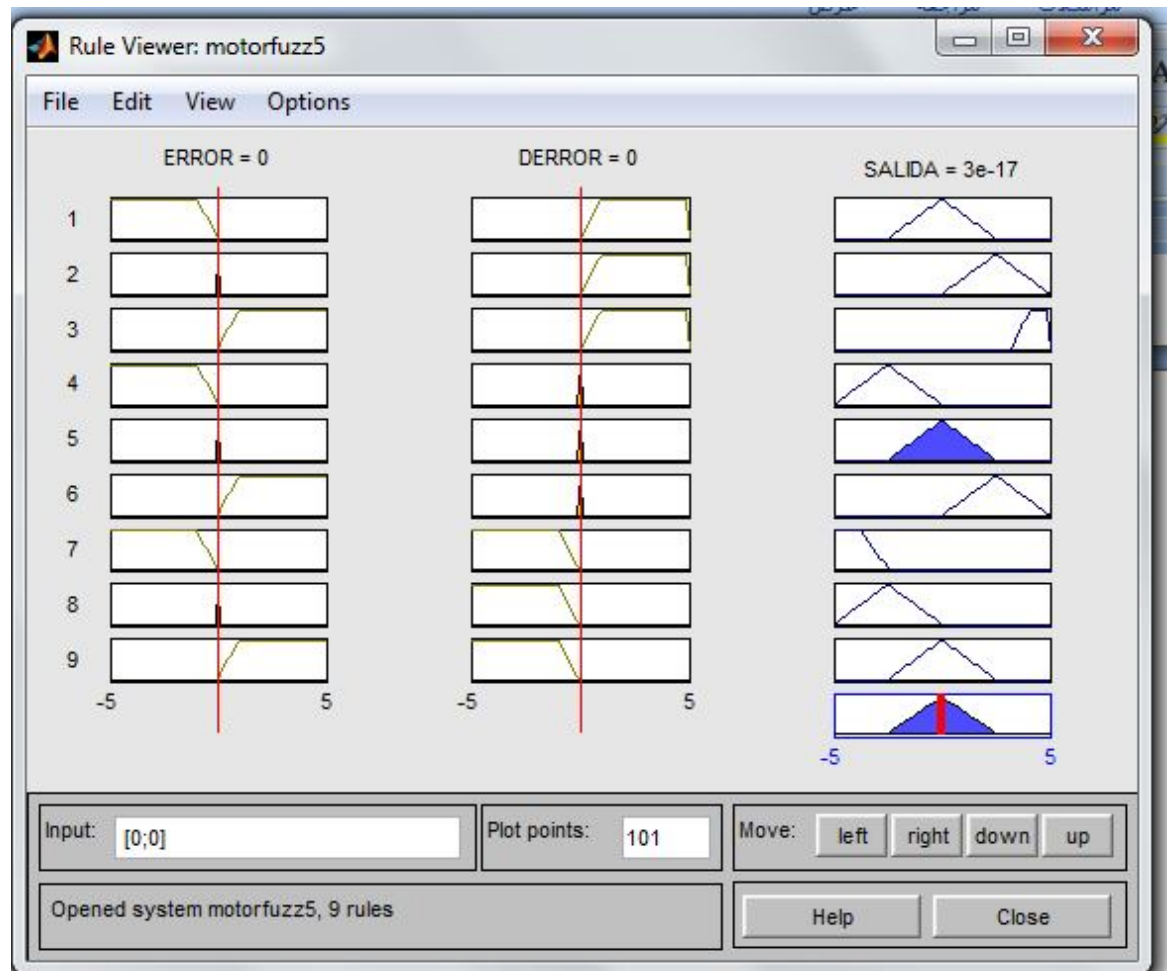 Rule Viewer: motorfuzz5
File Edit View Options
ERROR = 0 DERROR = 0 SALIDA = 3e-17
1
2
3
4
5
6
7
8
9
-5 5 -5 5
-5 5
Input: [0;0] Plot points: 101 Move: left right down up
Opened system motorfuzz5, 9 rules Help Close